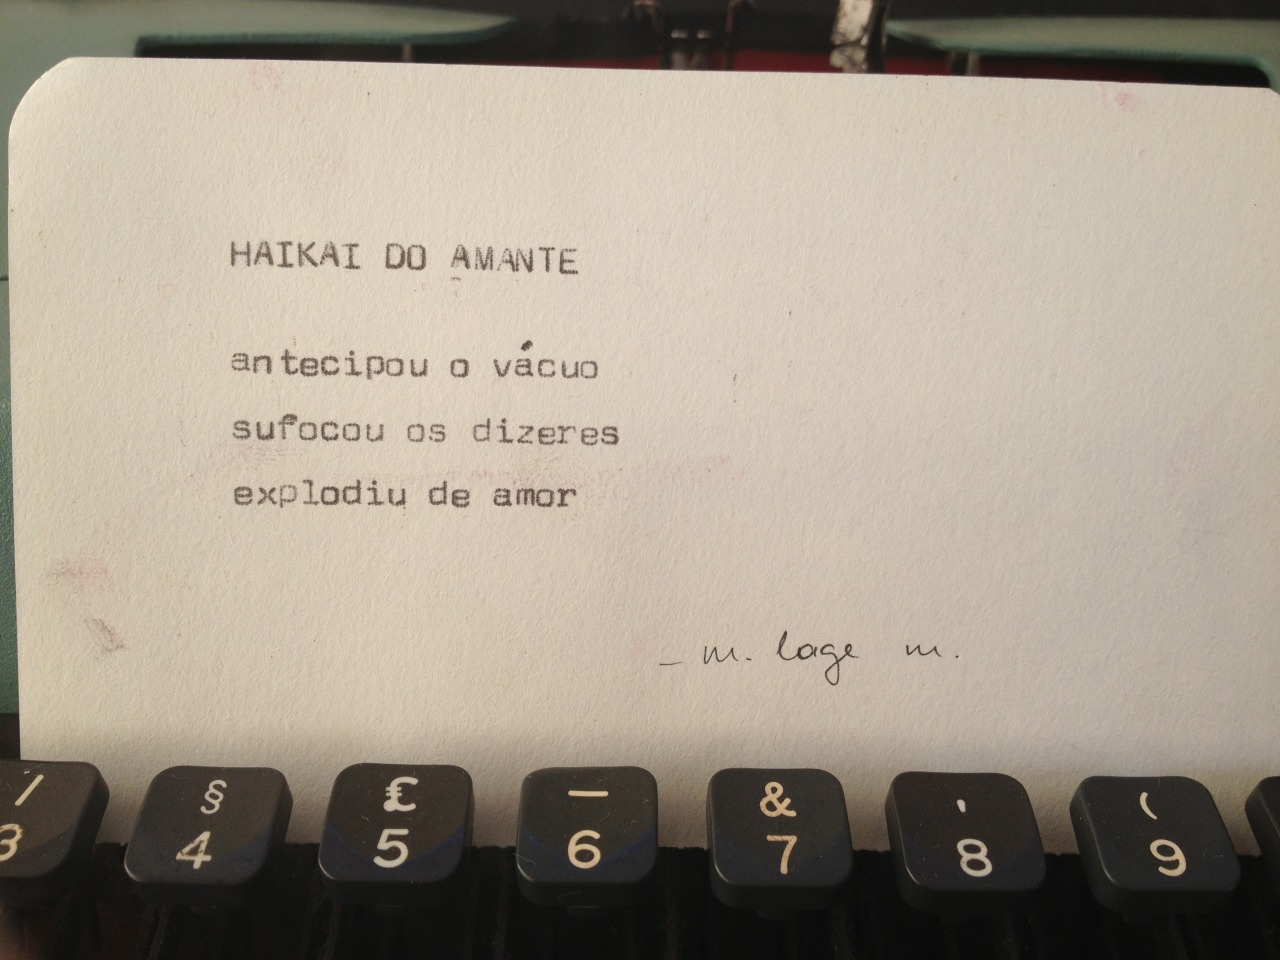 HAIKAI DO AMANTE
antecipou o vácuo
sufocou os dizeres
explodiu de amor
– m. lage m.
/ § £ — & ' (
3 4 5 6 7 8 9